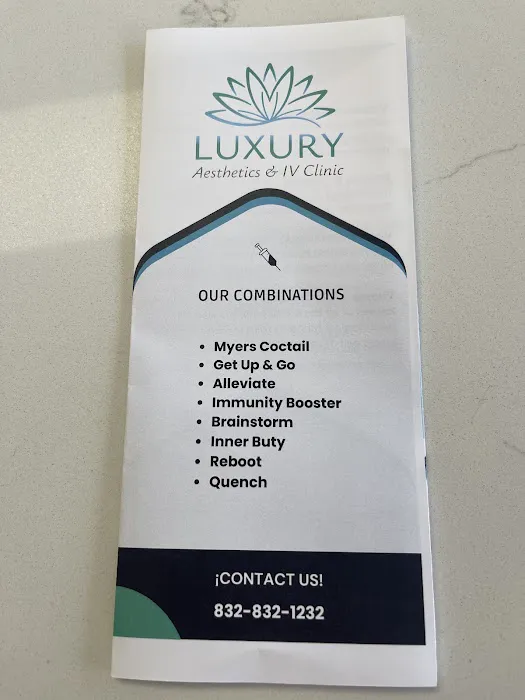 LUXURY
Aesthetics & IV Clinic
OUR COMBINATIONS
• Myers Coctail
• Get Up & Go
• Alleviate
• Immunity Booster
• Brainstorm
• Inner Buty
• Reboot
• Quench
¡CONTACT US!
832-832-1232